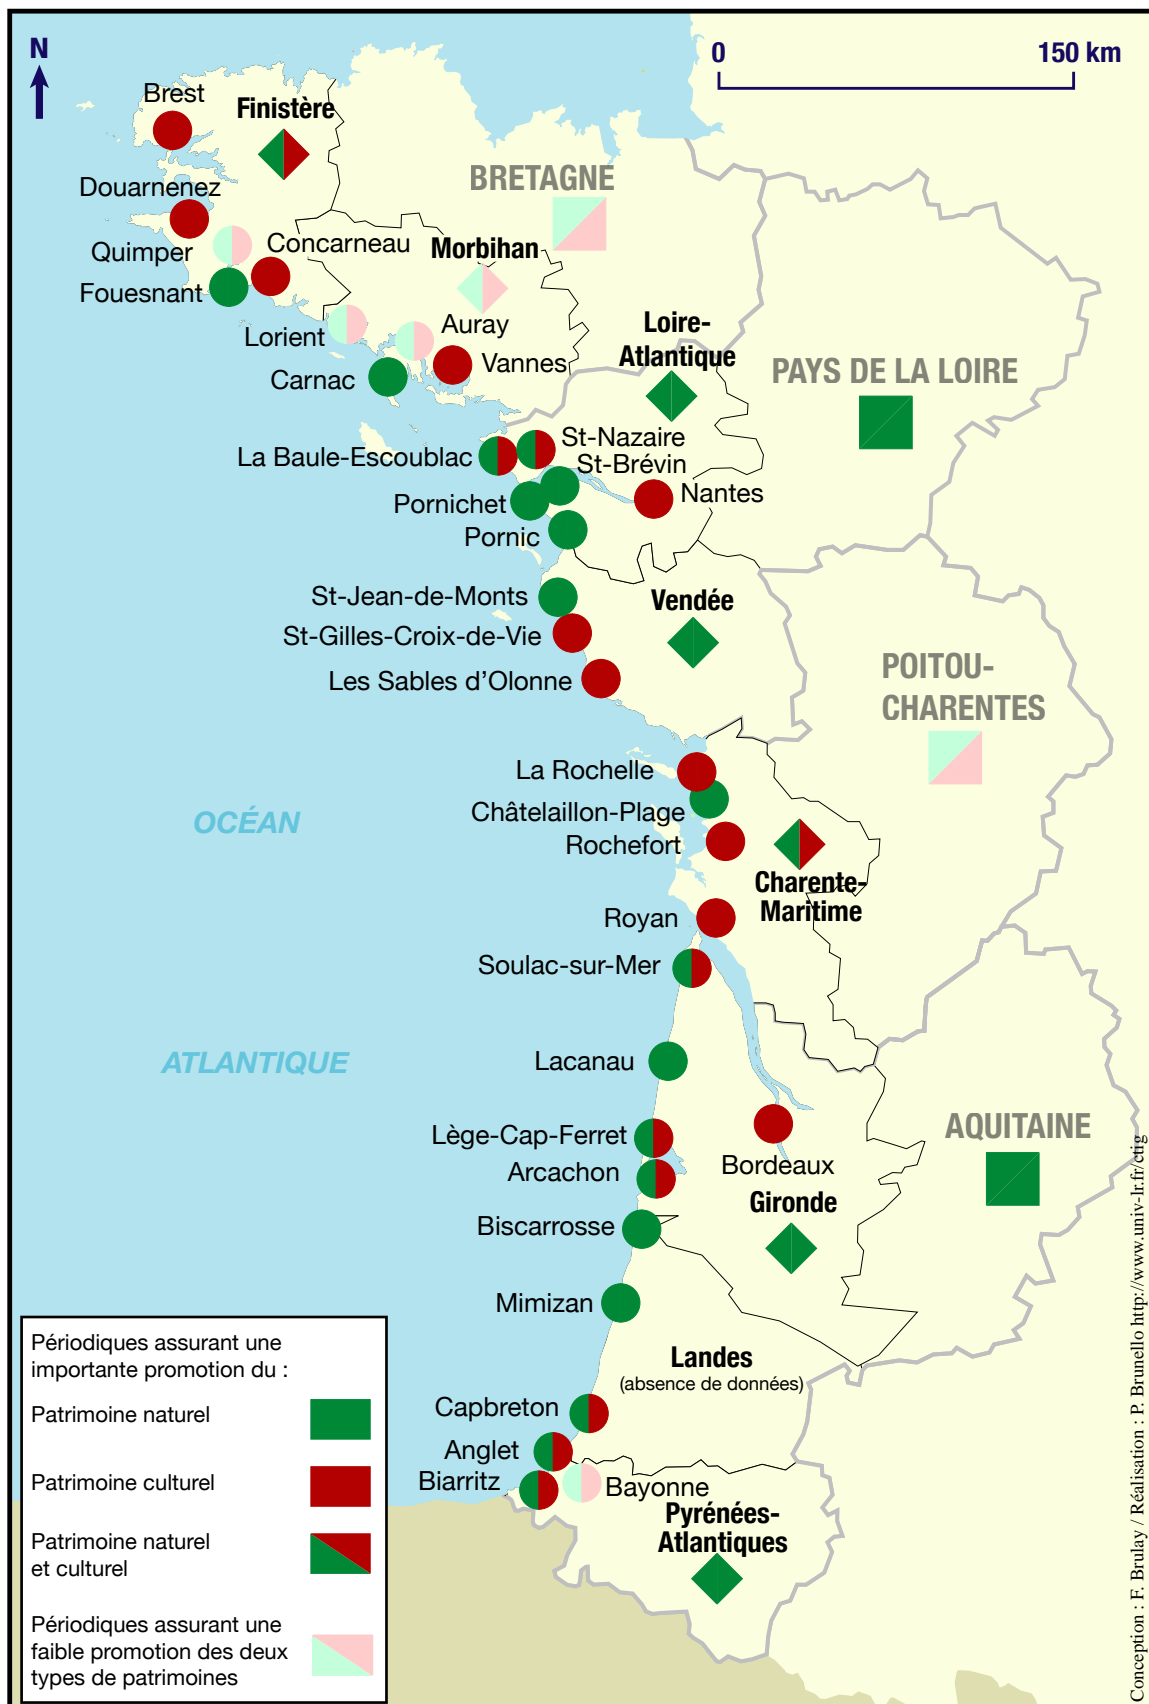 N
0 150 km
Brest
Finistère
BRETAGNE
Douarnenez
Quimper
Concarneau
Morbihan
Fouesnant
Lorient
Auray
Vannes
Carnac
Loire-
Atlantique
PAYS DE LA LOIRE
La Baule-Escoublac
St-Nazaire
St-Brévin
Nantes
Pornichet
Pornic
St-Jean-de-Monts
Vendée
St-Gilles-Croix-de-Vie
Les Sables d’Olonne
POITOU-
CHARENTES
La Rochelle
Châtelaillon-Plage
Rochefort
OCÉAN
Charente-
Maritime
Royan
Soulac-sur-Mer
ATLANTIQUE
Lacanau
Lège-Cap-Ferret
Arcachon
Bordeaux
Gironde
AQUITAINE
Biscarrosse
Mimizan
Landes
(absence de données)
Capbreton
Anglet
Biarritz
Bayonne
Pyrénées-
Atlantiques
Périodiques assurant une
importante promotion du :
Patrimoine naturel
Patrimoine culturel
Patrimoine naturel
et culturel
Périodiques assurant une
faible promotion des deux
types de patrimoines
Conception : F. Brulay / Réalisation : P. Brunello http://www.univ-lr.fr/ctig